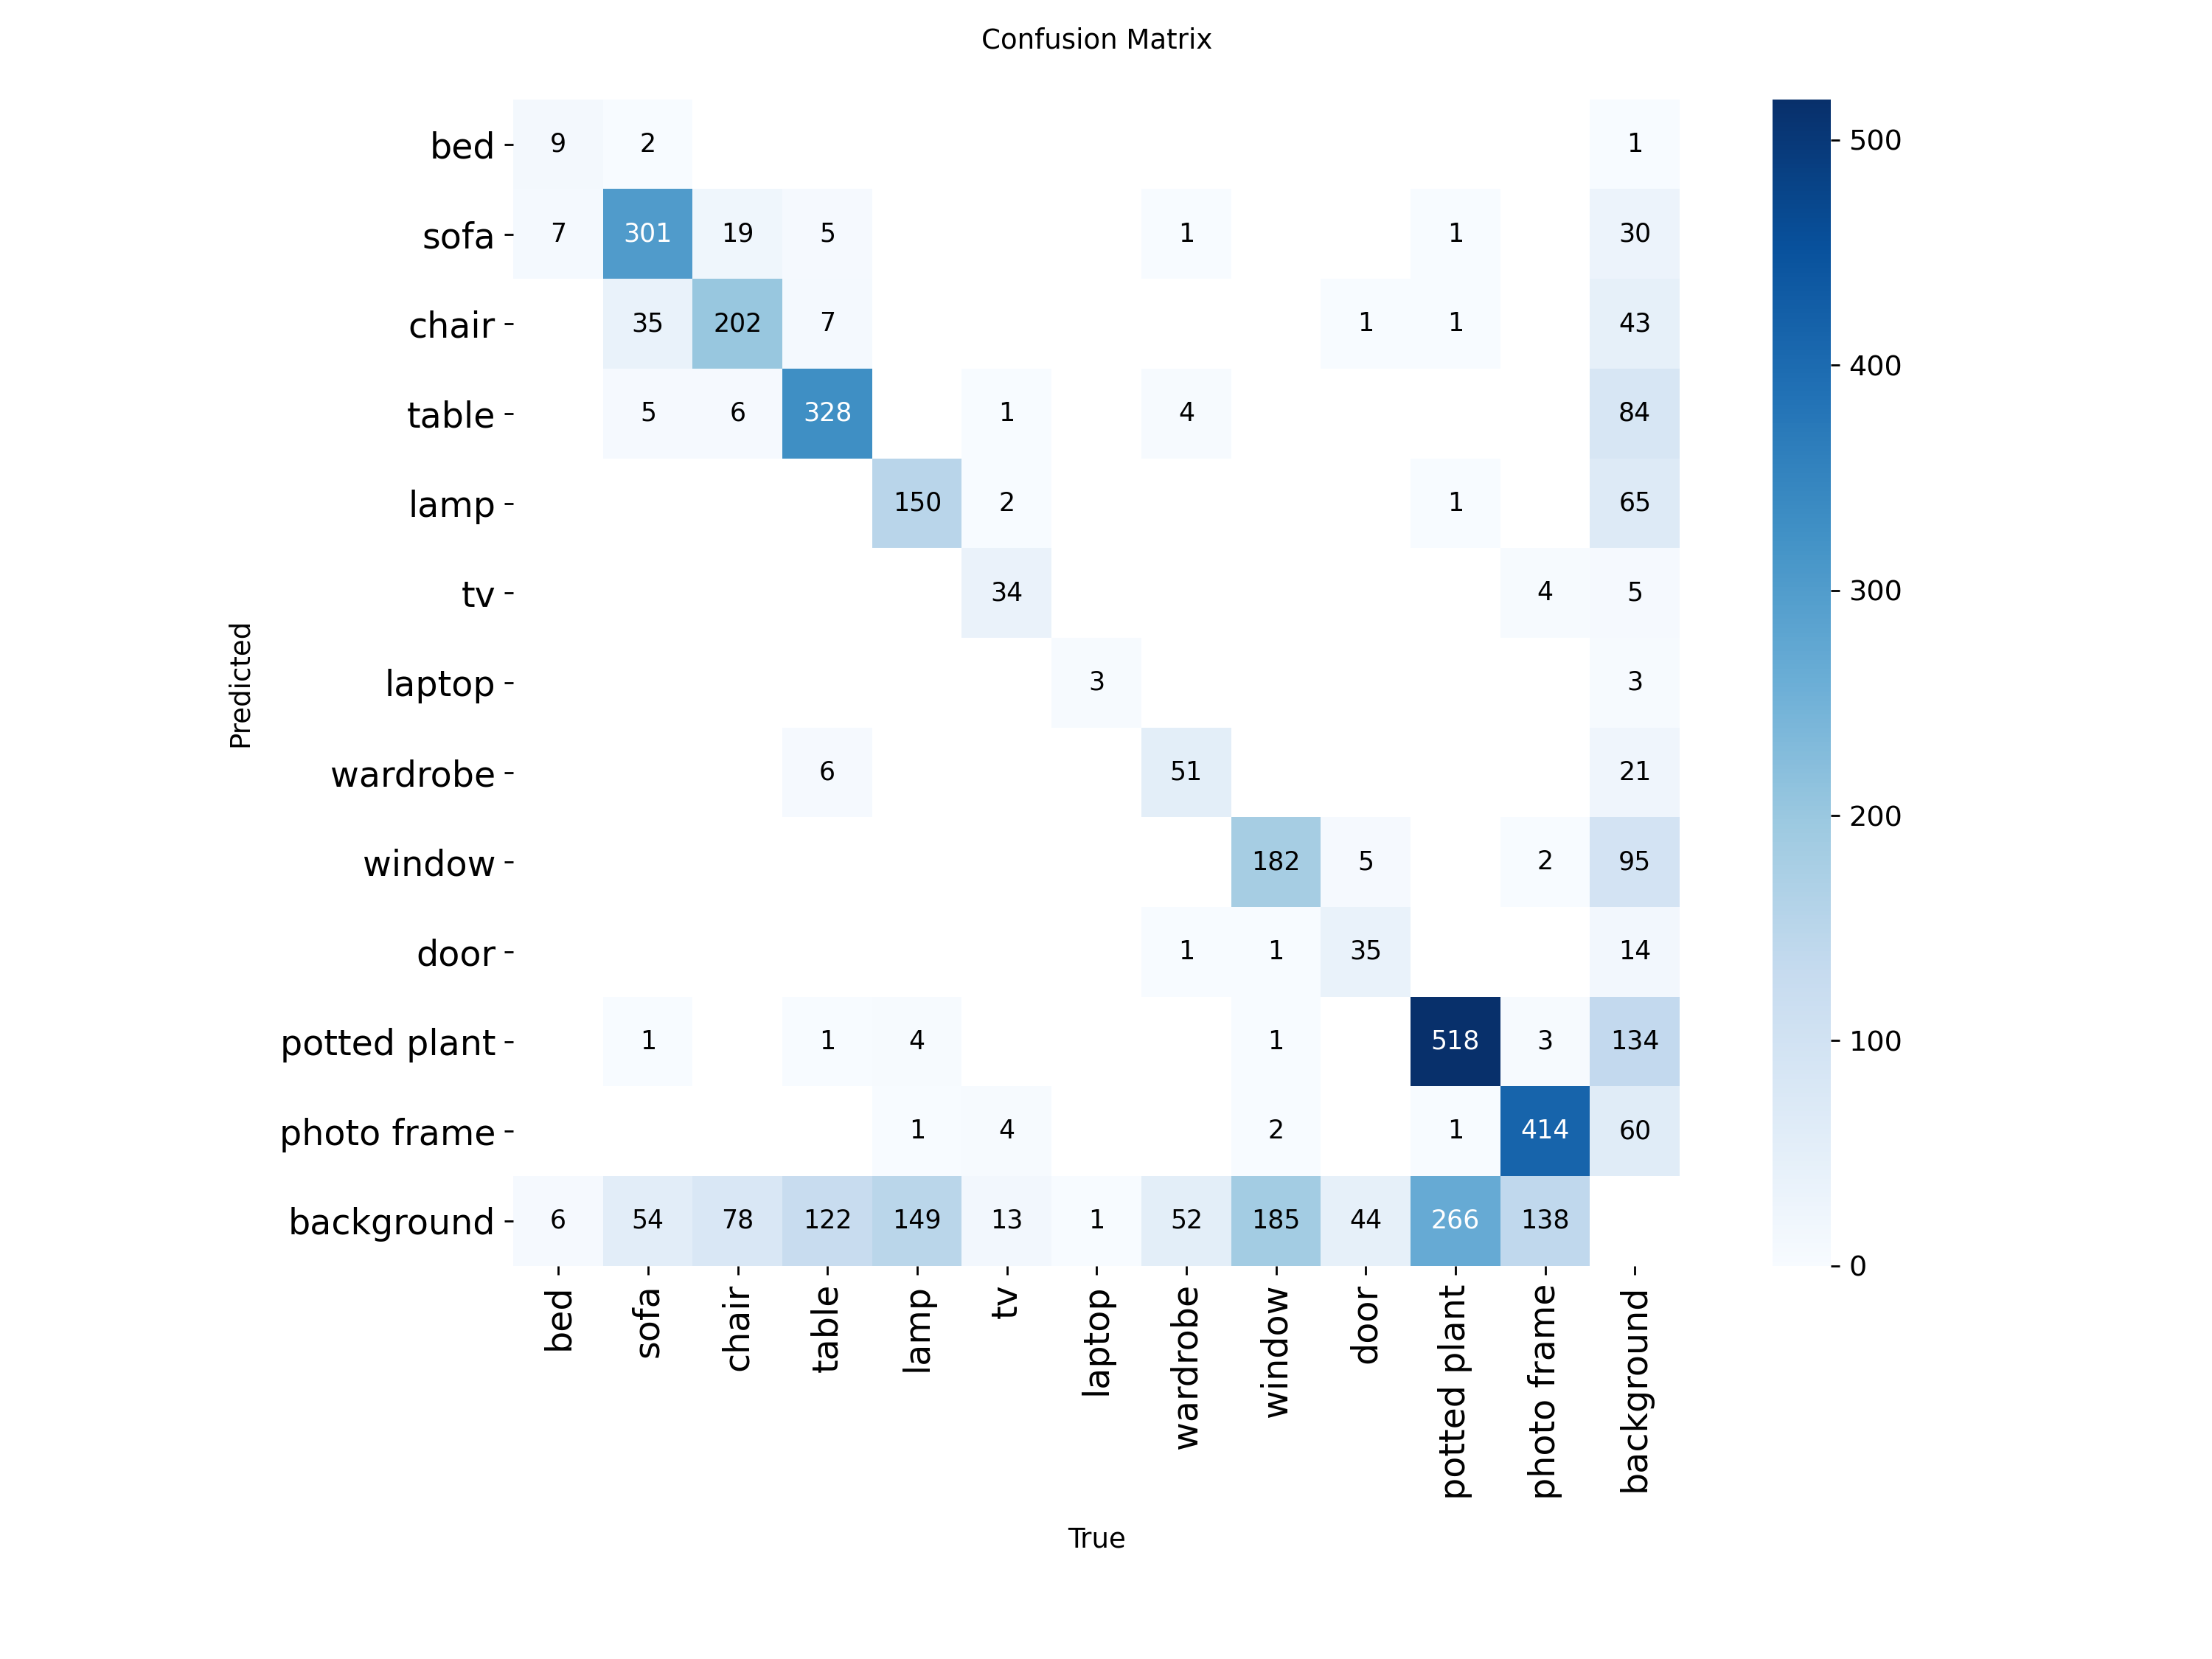 Confusion Matrix
bed 9 2 1
sofa 7 301 19 5 1 1 30
chair 35 202 7 1 1 43
table 5 6 328 1 4 84
lamp 150 2 1 65
tv 34 4 5
laptop 3 3
wardrobe 6 51 21
window 182 5 2 95
door 1 1 35 14
potted plant 1 1 4 1 518 3 134
photo frame 1 4 2 1 414 60
background 6 54 78 122 149 13 1 52 185 44 266 138
bed sofa chair table lamp tv laptop wardrobe window door potted plant photo frame background
True
Predicted
500
400
300
200
100
0